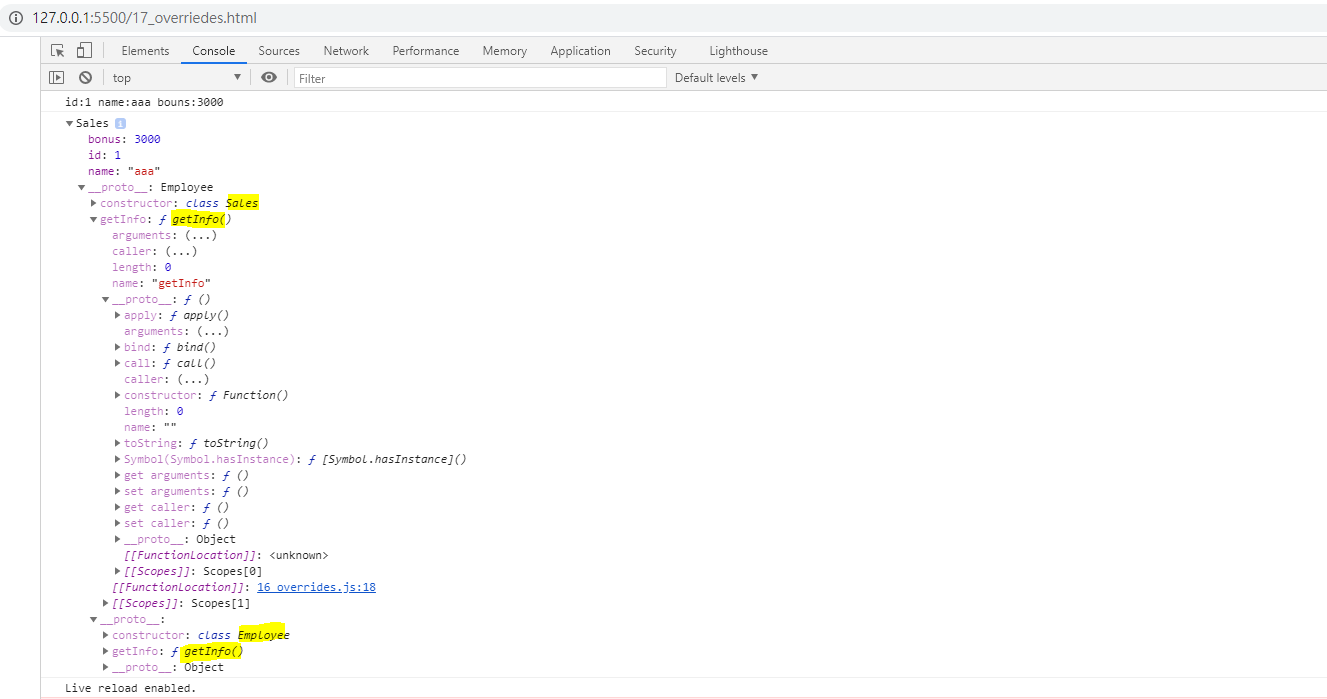 127.0.0.1:5500/17_overriedes.html
Elements Console Sources Network Performance Memory Application Security Lighthouse
top Filter Default levels
id:1 name:aaa bouns:3000
Sales i
bonus: 3000
id: 1
name: "aaa"
__proto__: Employee
constructor: class Sales
getInfo: ƒ getInfo()
arguments: (...)
caller: (...)
length: 0
name: "getInfo"
__proto__: ƒ ()
apply: ƒ apply()
arguments: (...)
bind: ƒ bind()
call: ƒ call()
caller: (...)
constructor: ƒ Function()
length: 0
name: ""
toString: ƒ toString()
Symbol(Symbol.hasInstance): ƒ [Symbol.hasInstance]()
get arguments: ƒ ()
set arguments: ƒ ()
get caller: ƒ ()
set caller: ƒ ()
__proto__: Object
[[FunctionLocation]]: <unknown>
[[Scopes]]: Scopes[0]
[[FunctionLocation]]: 16_overrides.js:18
[[Scopes]]: Scopes[1]
__proto__:
constructor: class Employee
getInfo: ƒ getInfo()
__proto__: Object
Live reload enabled.